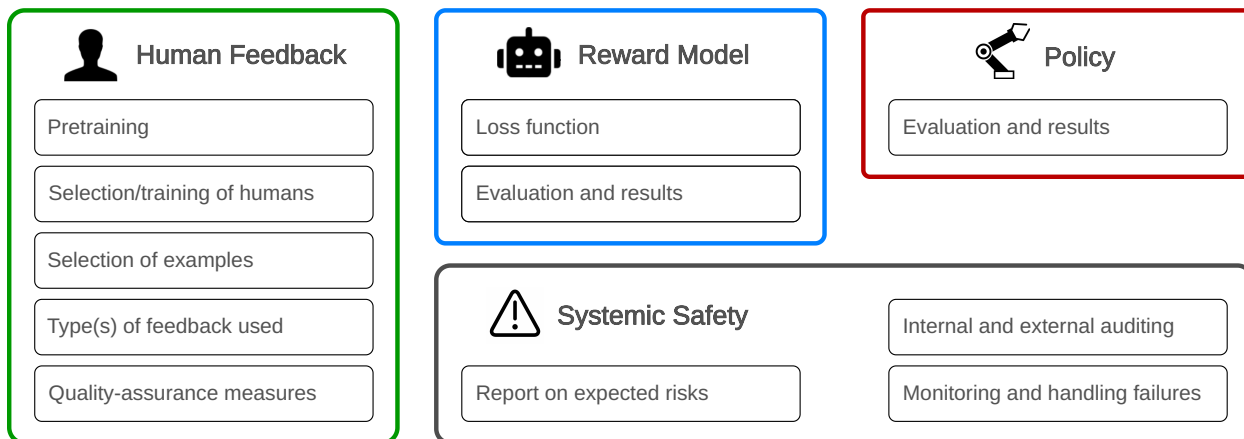 Human Feedback
Pretraining
Selection/training of humans
Selection of examples
Type(s) of feedback used
Quality-assurance measures
Reward Model
Loss function
Evaluation and results
Policy
Evaluation and results
Systemic Safety
Report on expected risks
Internal and external auditing
Monitoring and handling failures